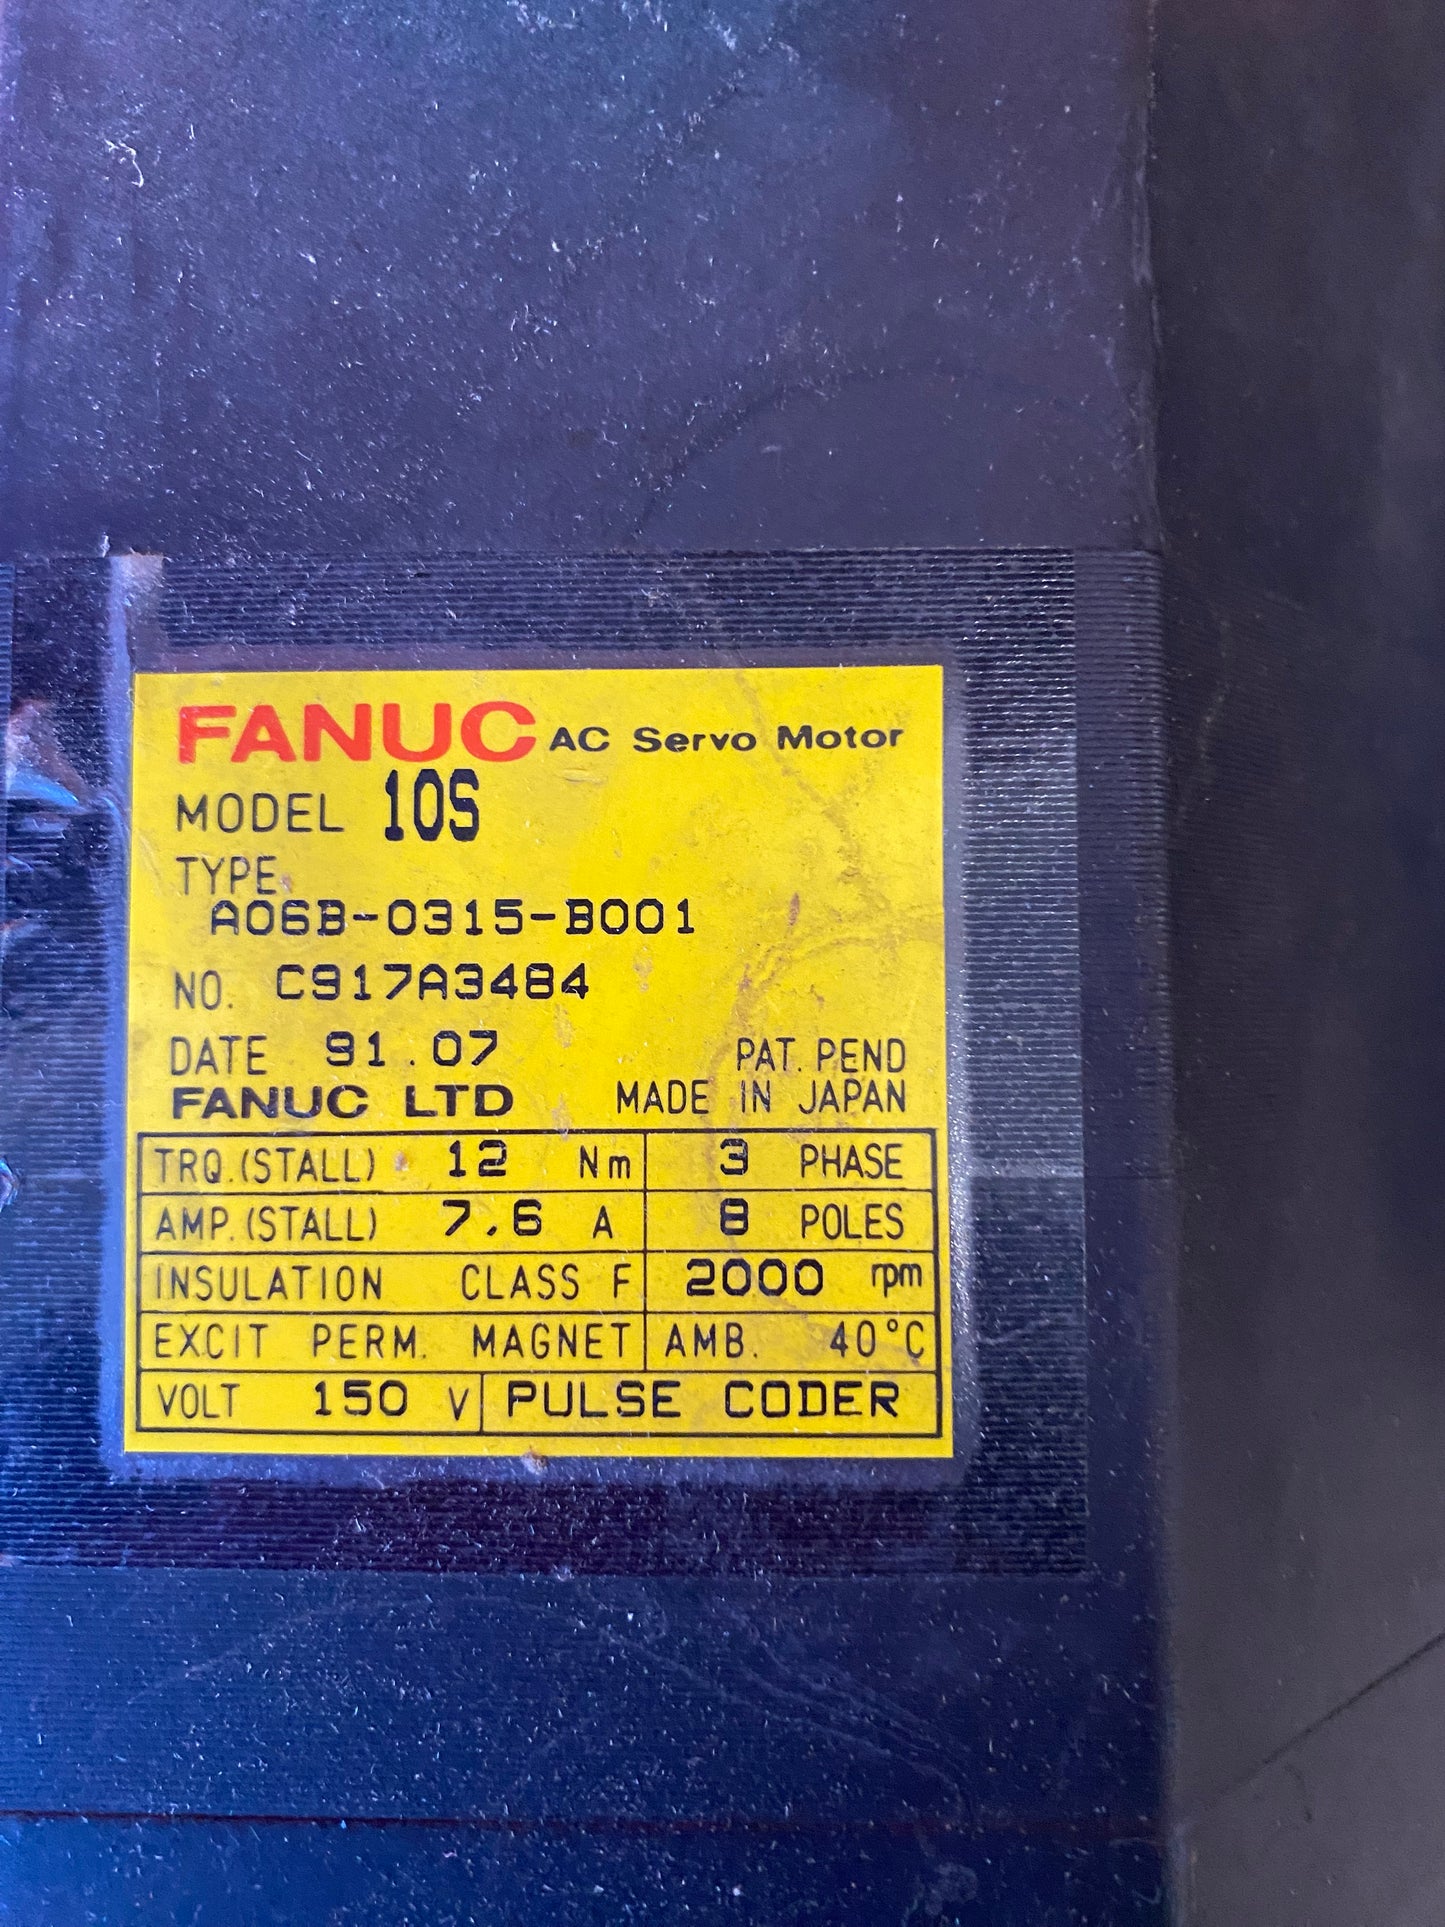 FANUC AC Servo Motor
MODEL 10S
TYPE
A06B-0315-B001
NO. C917A3484
DATE 91.07 PAT. PEND
FANUC LTD MADE IN JAPAN
TRQ.(STALL) 12 Nm 3 PHASE
AMP.(STALL) 7.6 A 8 POLES
INSULATION CLASS F 2000 rpm
EXCIT PERM. MAGNET AMB. 40°C
VOLT 150 V PULSE CODER